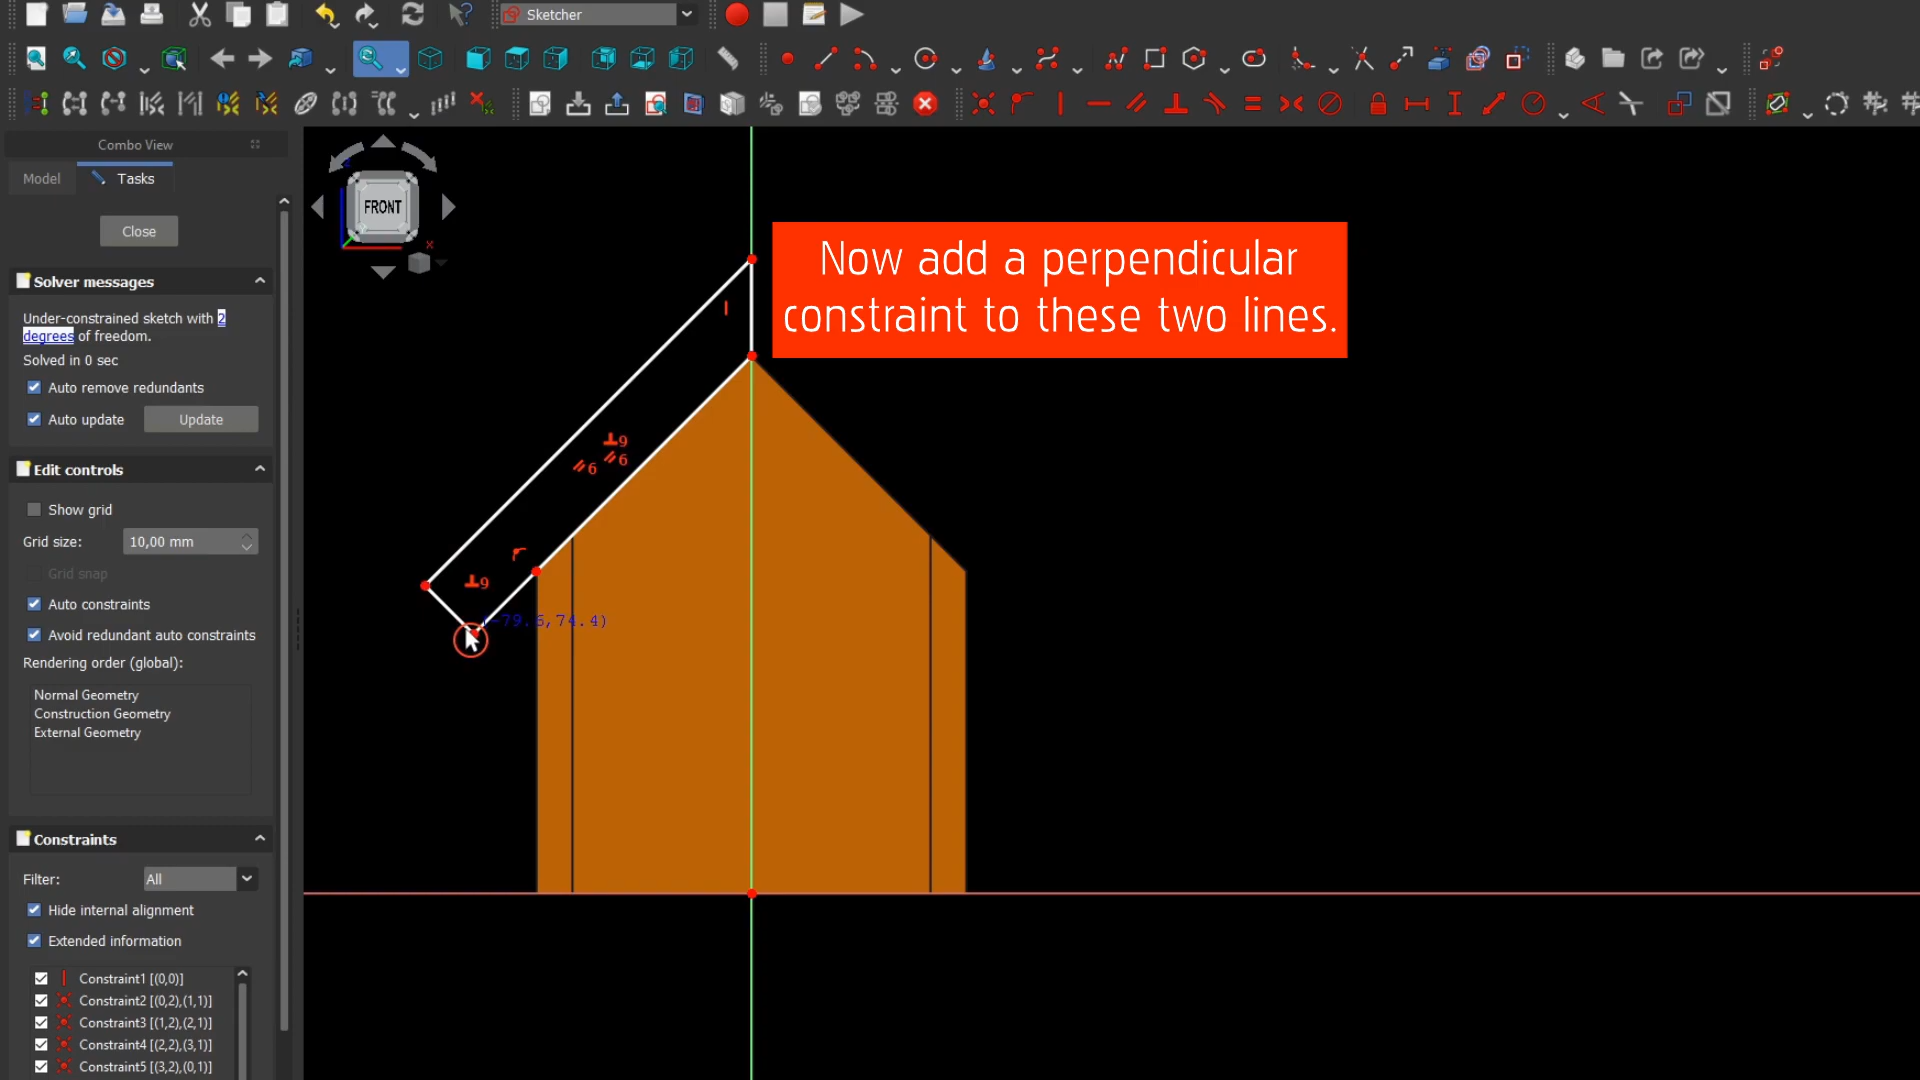 Sketcher
Combo View
Model
Tasks
Close
Solver messages
Under-constrained sketch with 2
degrees of freedom.
Solved in 0 sec
Auto remove redundants
Auto update
Update
Edit controls
Show grid
Grid size:
10,00 mm
Grid snap
Auto constraints
Avoid redundant auto constraints
Rendering order (global):
Normal Geometry
Construction Geometry
External Geometry
Constraints
Filter:
All
Hide internal alignment
Extended information
Constraint1 [(0,0)]
Constraint2 [(0,2),(1,1)]
Constraint3 [(1,2),(2,1)]
Constraint4 [(2,2),(3,1)]
Constraint5 [(3,2),(0,1)]
FRONT
X
Now add a perpendicular
constraint to these two lines.
9
6
6
9
(-79.6,74.4)